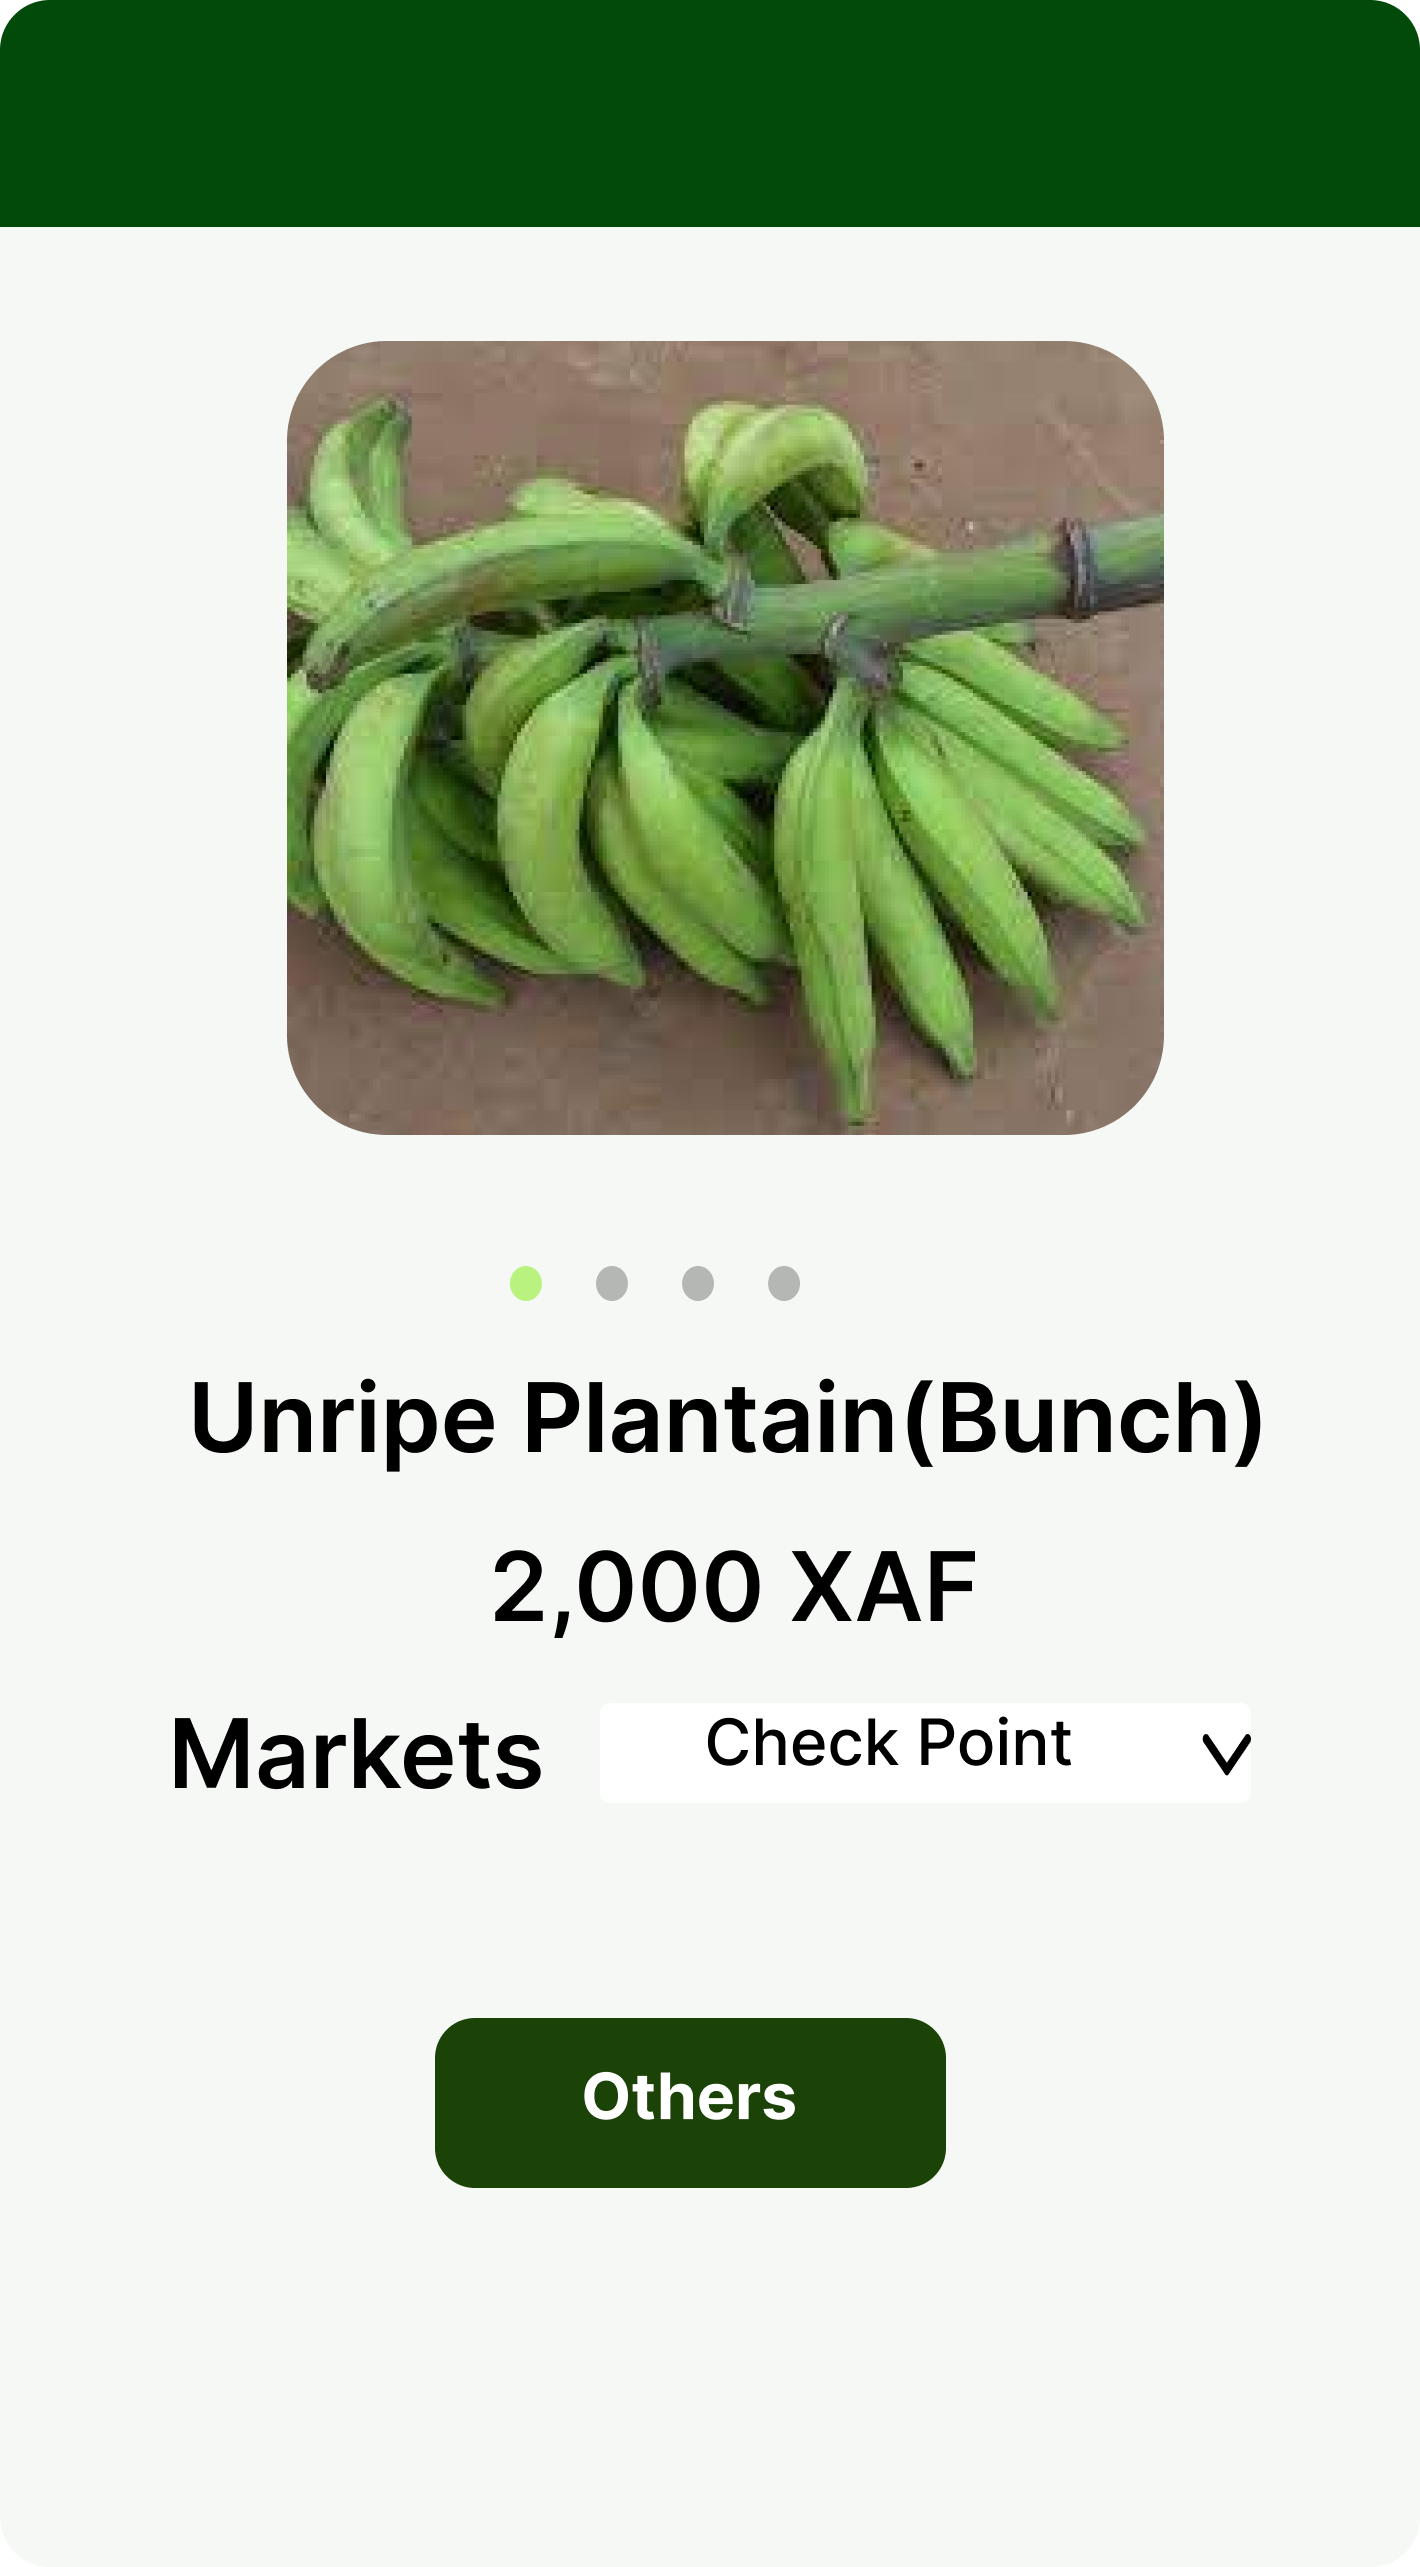 Unripe Plantain(Bunch)
2,000 XAF
Markets Check Point
Others